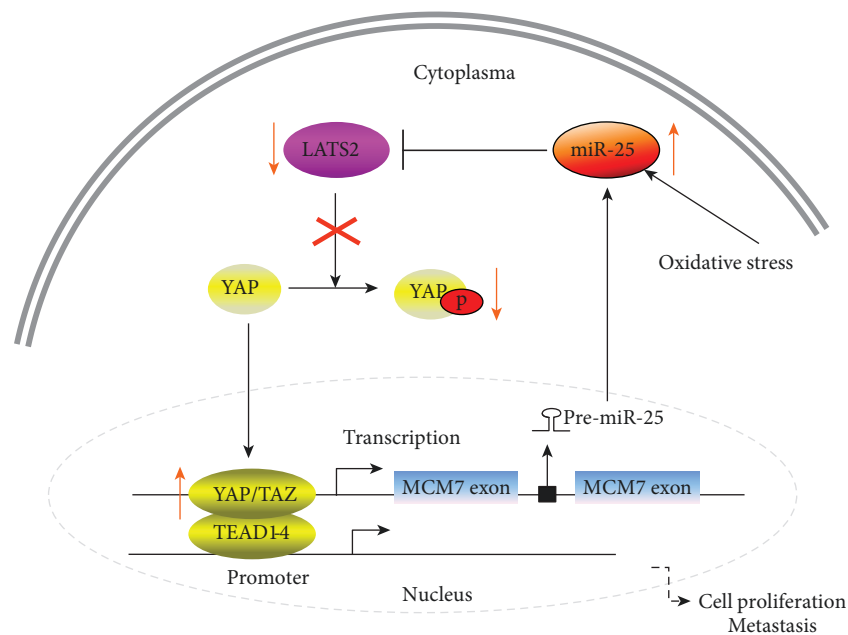 Cytoplasma
LATS2
miR-25
Oxidative stress
YAP
YAP
p
Pre-miR-25
Transcription
YAP/TAZ
MCM7 exon
MCM7 exon
TEAD1-4
Promoter
Nucleus
Cell proliferation
Metastasis